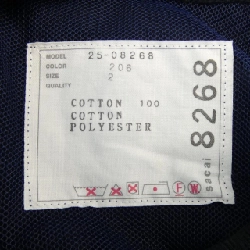 MODEL 25-08268
COLOR 208
SIZE 2
QUALITY
COTTON 100
COTTON
POLYESTER
F W
sacai 8268